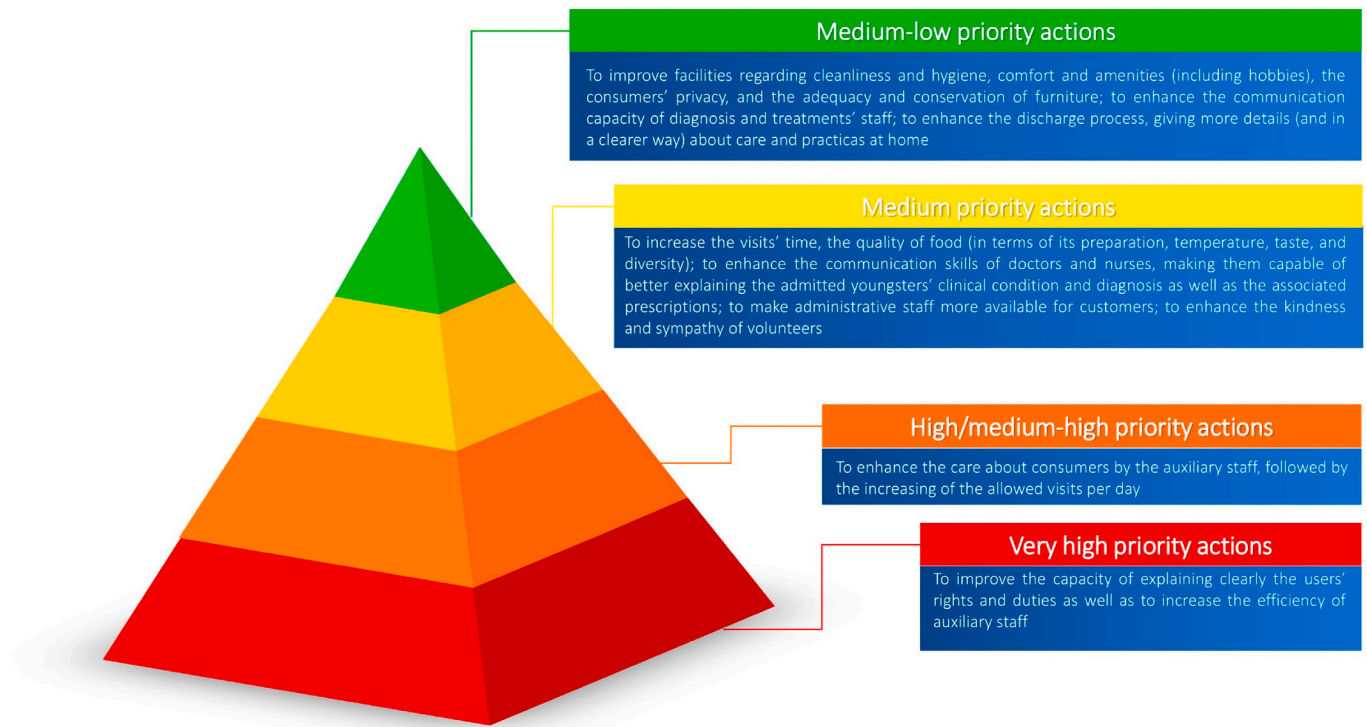 Medium-low priority actions
To improve facilities regarding cleanliness and hygiene, comfort and amenities (including hobbies), the
consumers' privacy, and the adequacy and conservation of furniture; to enhance the communication
capacity of diagnosis and treatments' staff; to enhance the discharge process, giving more details (and in
a clearer way) about care and practicas at home
Medium priority actions
To increase the visits' time, the quality of food (in terms of its preparation, temperature, taste, and
diversity); to enhance the communication skills of doctors and nurses, making them capable of
better explaining the admitted youngsters' clinical condition and diagnosis as well as the associated
prescriptions; to make administrative staff more available for customers; to enhance the kindness
and sympathy of volunteers
High/medium-high priority actions
To enhance the care about consumers by the auxiliary staff, followed by
the increasing of the allowed visits per day
Very high priority actions
To improve the capacity of explaining clearly the users'
rights and duties as well as to increase the efficiency of
auxiliary staff